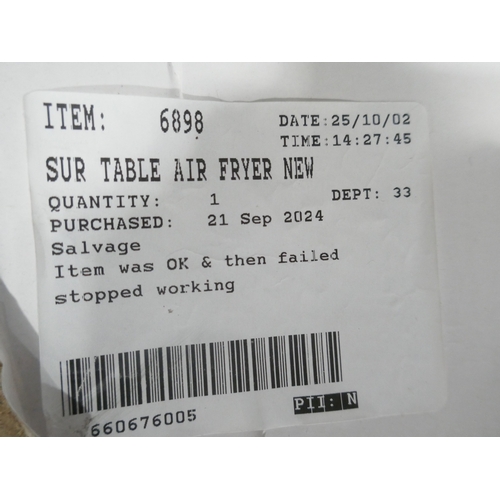 ITEM: 6898 DATE:25/10/02
TIME:14:27:45
SUR TABLE AIR FRYER NEW
QUANTITY: 1 DEPT: 33
PURCHASED: 21 Sep 2024
Salvage
Item was OK & then failed
stopped working
660676005 PII: N